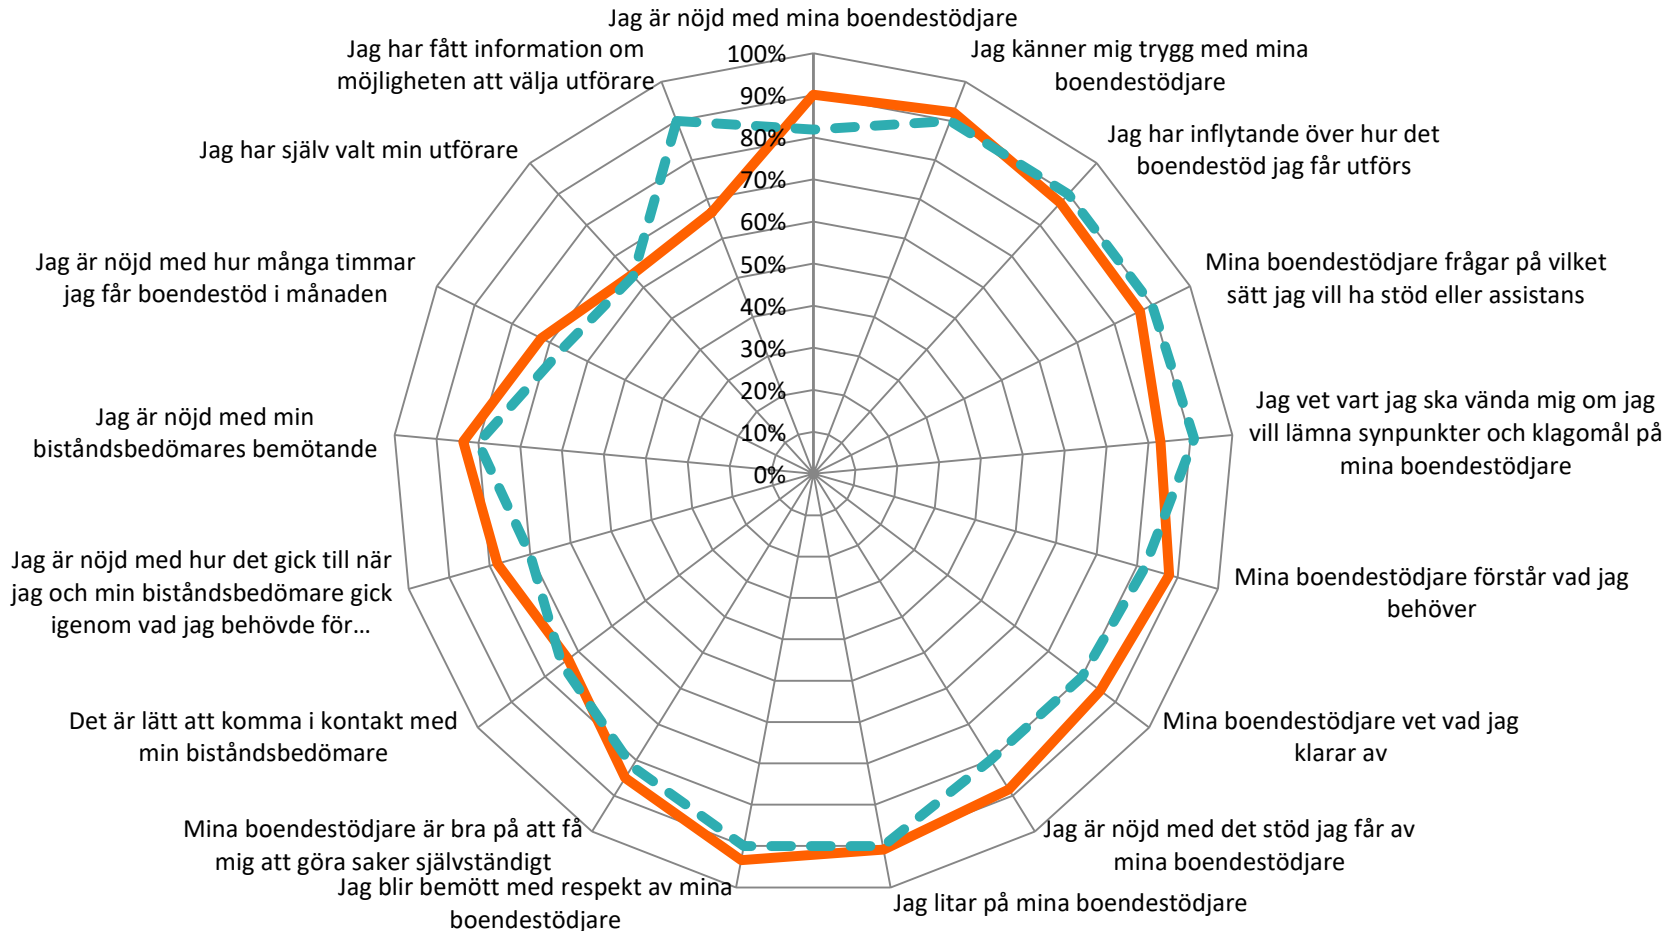 Jag är nöjd med mina boendestödjare
Jag känner mig trygg med mina
boendestödjare
Jag har inflytande över hur det
boendestöd jag får utförs
Mina boendestödjare frågar på vilket
sätt jag vill ha stöd eller assistans
Jag vet vart jag ska vända mig om jag
vill lämna synpunkter och klagomål på
mina boendestödjare
Mina boendestödjare förstår vad jag
behöver
Mina boendestödjare vet vad jag
klarar av
Jag är nöjd med det stöd jag får av
mina boendestödjare
Jag litar på mina boendestödjare
Jag blir bemött med respekt av mina
boendestödjare
Mina boendestödjare är bra på att få
mig att göra saker självständigt
Det är lätt att komma i kontakt med
min biståndsbedömare
Jag är nöjd med hur det gick till när
jag och min biståndsbedömare gick
igenom vad jag behövde för...
Jag är nöjd med min
biståndsbedömares bemötande
Jag är nöjd med hur många timmar
jag får boendestöd i månaden
Jag har själv valt min utförare
Jag har fått information om
möjligheten att välja utförare
100%
90%
80%
70%
60%
50%
40%
30%
20%
10%
0%